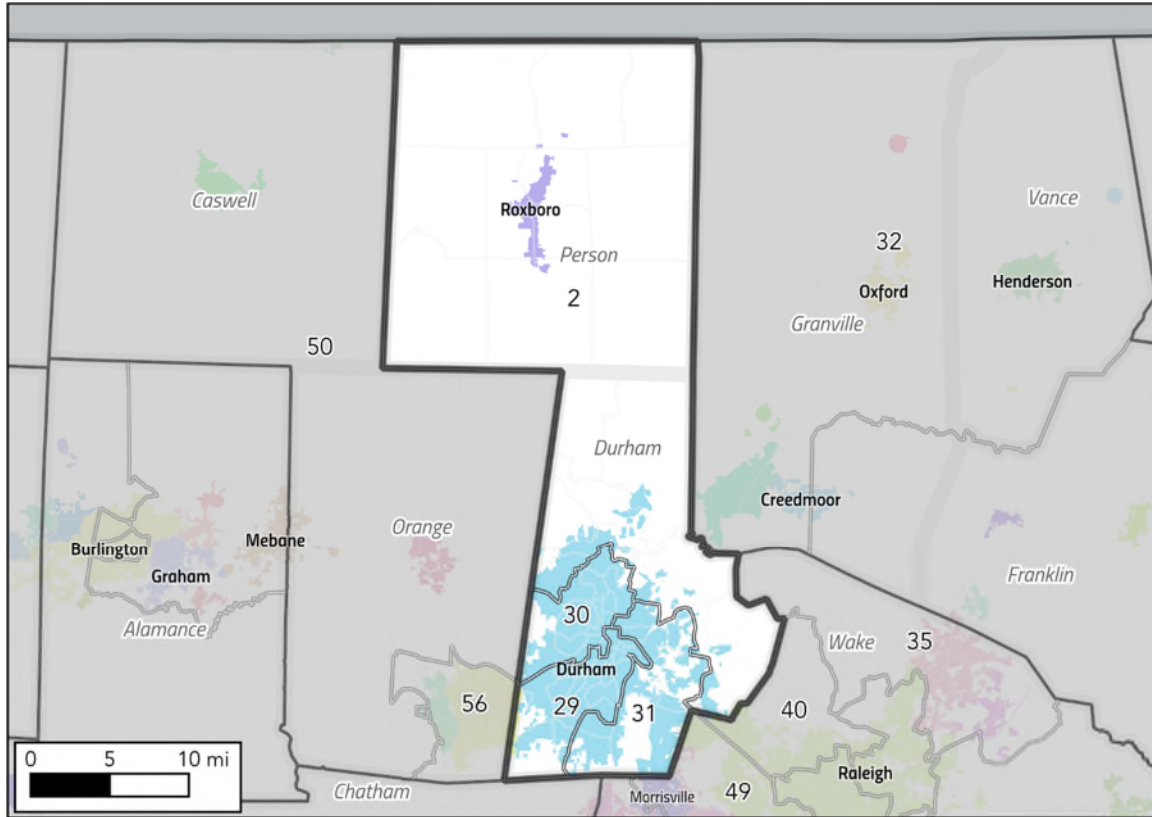 Caswell
Roxboro
Vance
Person
32
Henderson
2
Oxford
Granville
50
Durham
Creedmoor
Orange
Mebane
Burlington
Graham
Franklin
30
Alamance
Wake
35
Durham
56
29
31
40
0 5 10 mi
Raleigh
Chatham
Morrisville
49